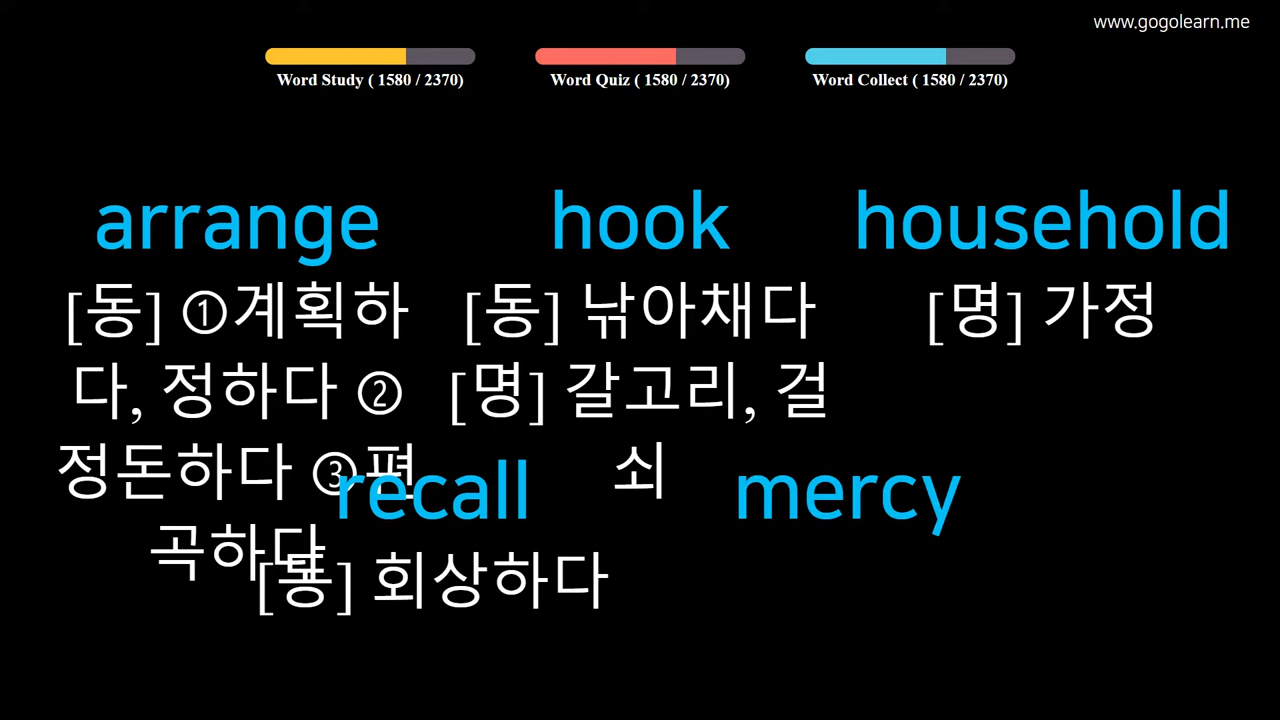 www.gogolearn.me
Word Study ( 1580 / 2370)
Word Quiz ( 1580 / 2370)
Word Collect ( 1580 / 2370)
arrange
[동] ①계획하
다, 정하다 ②
정돈하다 ③편
곡하다
hook
[동] 낚아채다
[명] 갈고리, 걸
쇠
household
[명] 가정
recall
[동] 회상하다
mercy